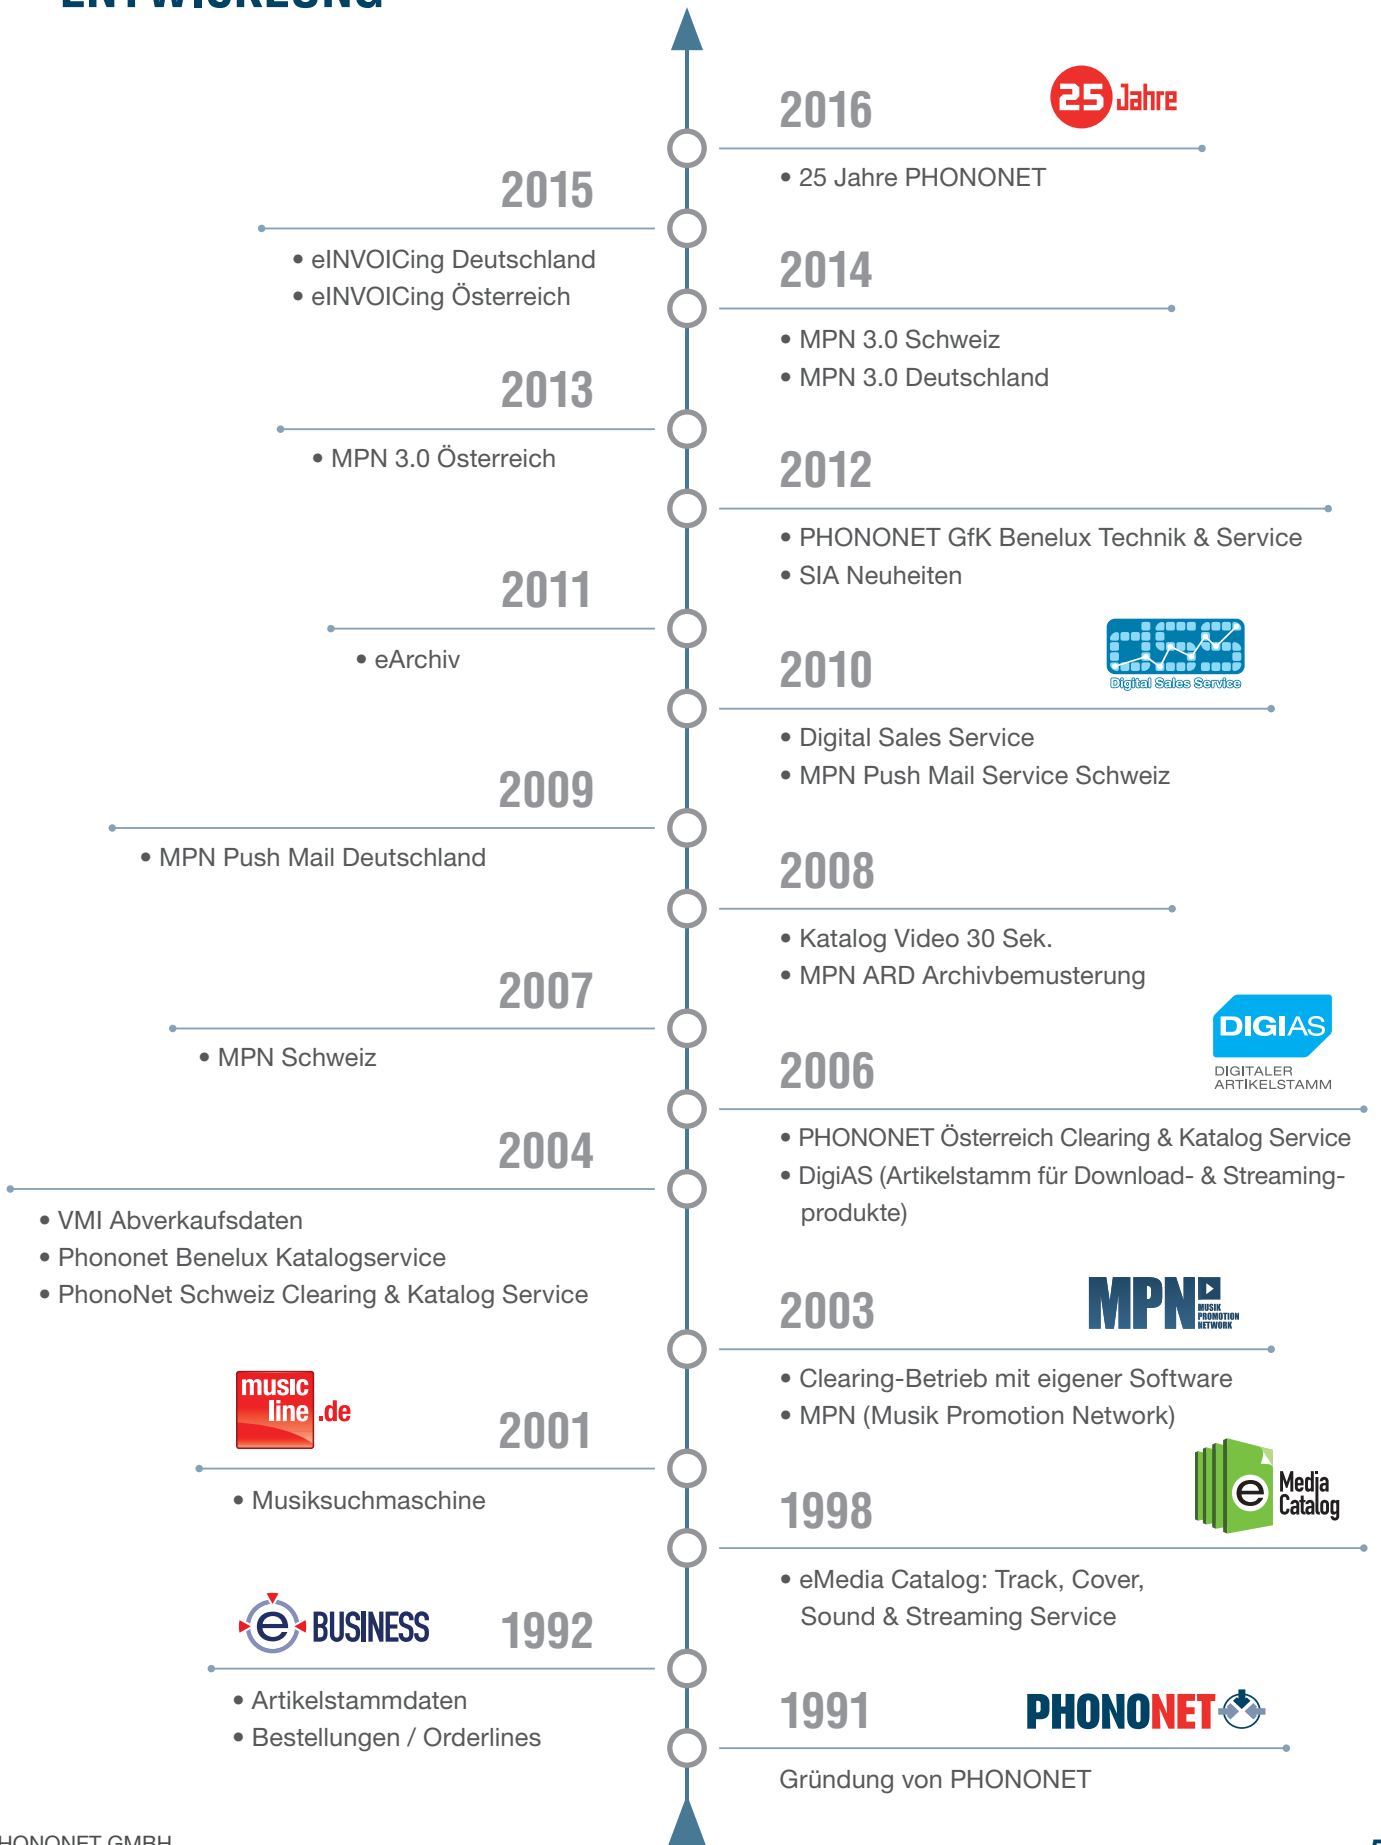 ENTWICKLUNG
2016
25 Jahre
• 25 Jahre PHONONET
2015
• eINVOICing Deutschland
• eINVOICing Österreich
2014
• MPN 3.0 Schweiz
• MPN 3.0 Deutschland
2013
• MPN 3.0 Österreich
2012
• PHONONET GfK Benelux Technik & Service
• SIA Neuheiten
2011
• eArchiv
2010
dss
Digital Sales Service
• Digital Sales Service
• MPN Push Mail Service Schweiz
2009
• MPN Push Mail Deutschland
2008
• Katalog Video 30 Sek.
• MPN ARD Archivbemusterung
2007
• MPN Schweiz
2006
DIGIAS
DIGITALER
ARTIKELSTAMM
• PHONONET Österreich Clearing & Katalog Service
• DigiAS (Artikelstamm für Download- & Streaming-
produkte)
2004
• VMI Abverkaufsdaten
• Phononet Benelux Katalogservice
• PhonoNet Schweiz Clearing & Katalog Service
2003
MPN
MUSIK
PROMOTION
NETWORK
• Clearing-Betrieb mit eigener Software
• MPN (Musik Promotion Network)
music
line .de
2001
• Musiksuchmaschine
1998
e Media
Catalog
• eMedia Catalog: Track, Cover,
Sound & Streaming Service
e BUSINESS
1992
• Artikelstammdaten
• Bestellungen / Orderlines
1991
PHONONET
Gründung von PHONONET
HONONET GMBH